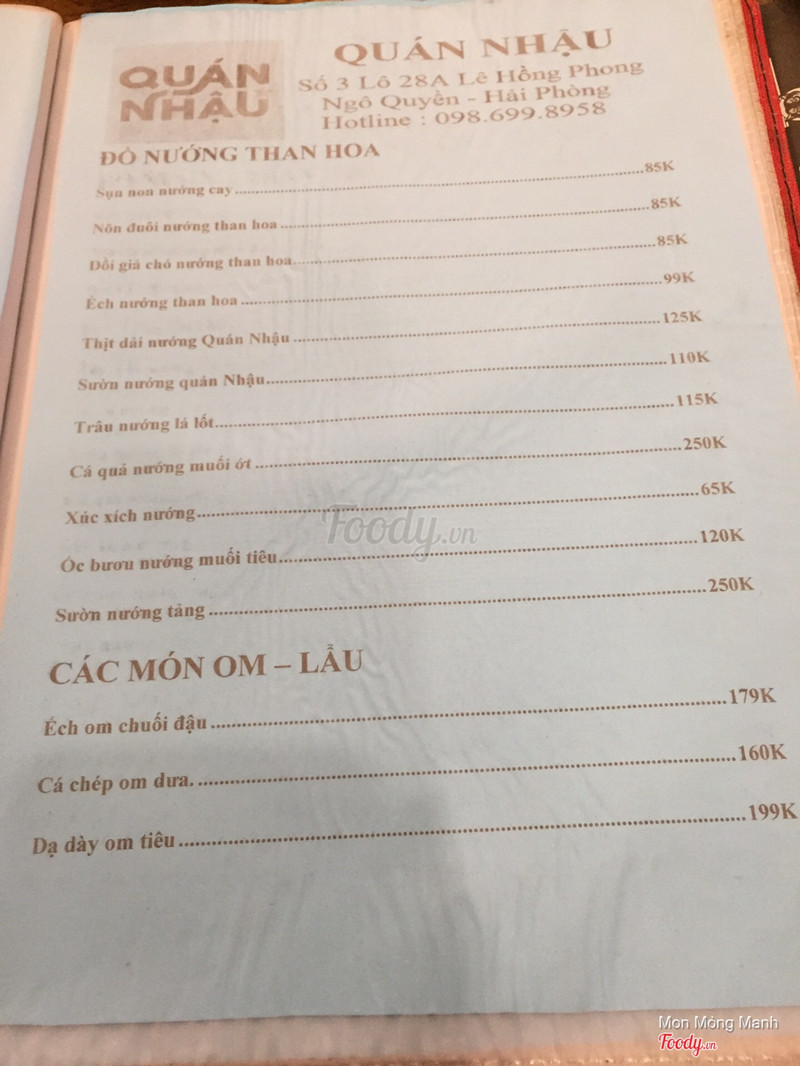 QUÁN
NHẬU
QUÁN NHẬU
Số 3 Lô 28A Lê Hồng Phong
Ngô Quyền - Hải Phòng
Hotline : 098.699.8958
ĐỒ NƯỚNG THAN HOA
Sụn non nướng cay 85K
Nõn đuôi nướng than hoa 85K
Dồi giả chó nướng than hoa 85K
Ếch nướng than hoa 99K
Thịt dải nướng Quán Nhậu 125K
Sườn nướng quán Nhậu 110K
Trâu nướng lá lốt 115K
Cá quả nướng muối ớt 250K
Xúc xích nướng 65K
Ốc bươu nướng muối tiêu 120K
Sườn nướng tảng 250K
CÁC MÓN OM – LẨU
Ếch om chuối đậu 179K
Cá chép om dưa. 160K
Dạ dày om tiêu 199K
Foody.vn
Mon Mỏng Manh
Foody.vn